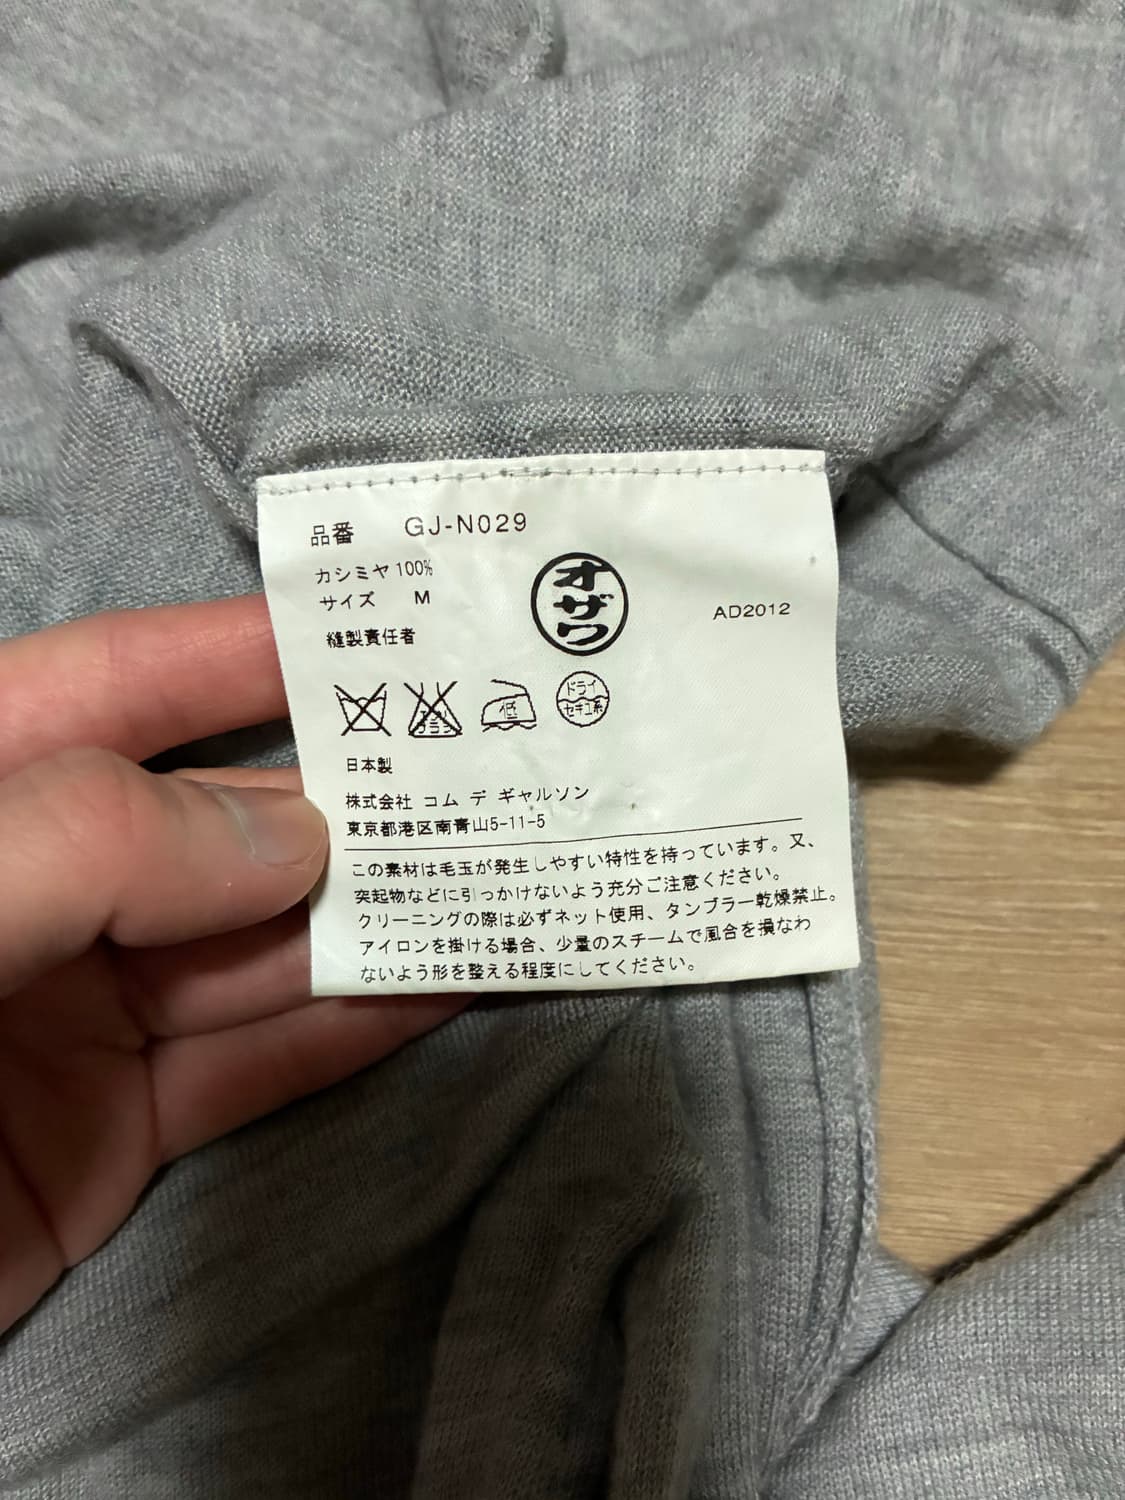 品番 GJ-N029
カシミヤ 100%
サイズ M
縫製責任者
オザワ
AD2012
エンソ
サラシ
低
ドライ
セキユ系
日本製
株式会社 コム デ ギャルソン
東京都港区南青山5-11-5
この素材は毛玉が発生しやすい特性を持っています。又、
突起物などに引っかけないよう充分ご注意ください。
クリーニングの際は必ずネット使用、タンブラー乾燥禁止。
アイロンを掛ける場合、少量のスチームで風合を損なわ
ないよう形を整える程度にしてください。